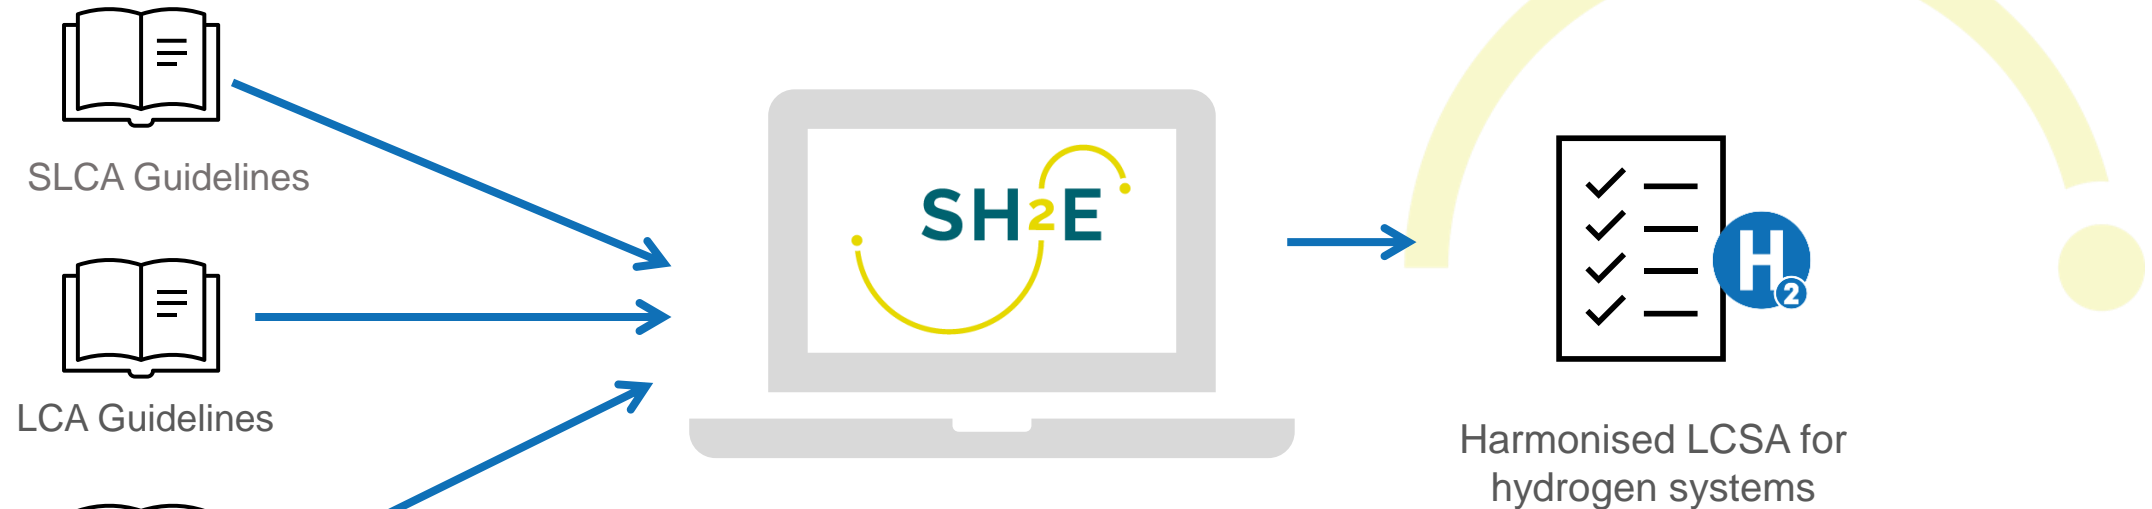 SLCA Guidelines
LCA Guidelines
SH2E
H2
Harmonised LCSA for
hydrogen systems